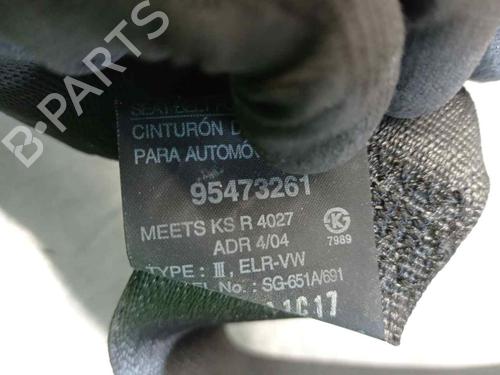 B-PARTS
CINTURÓN
PARA
95473261
MEETS KS R 4027
ADR 4/04
7989
TYPE : Ⅲ, ELR-VW
No. : SG-651A/691
1C17